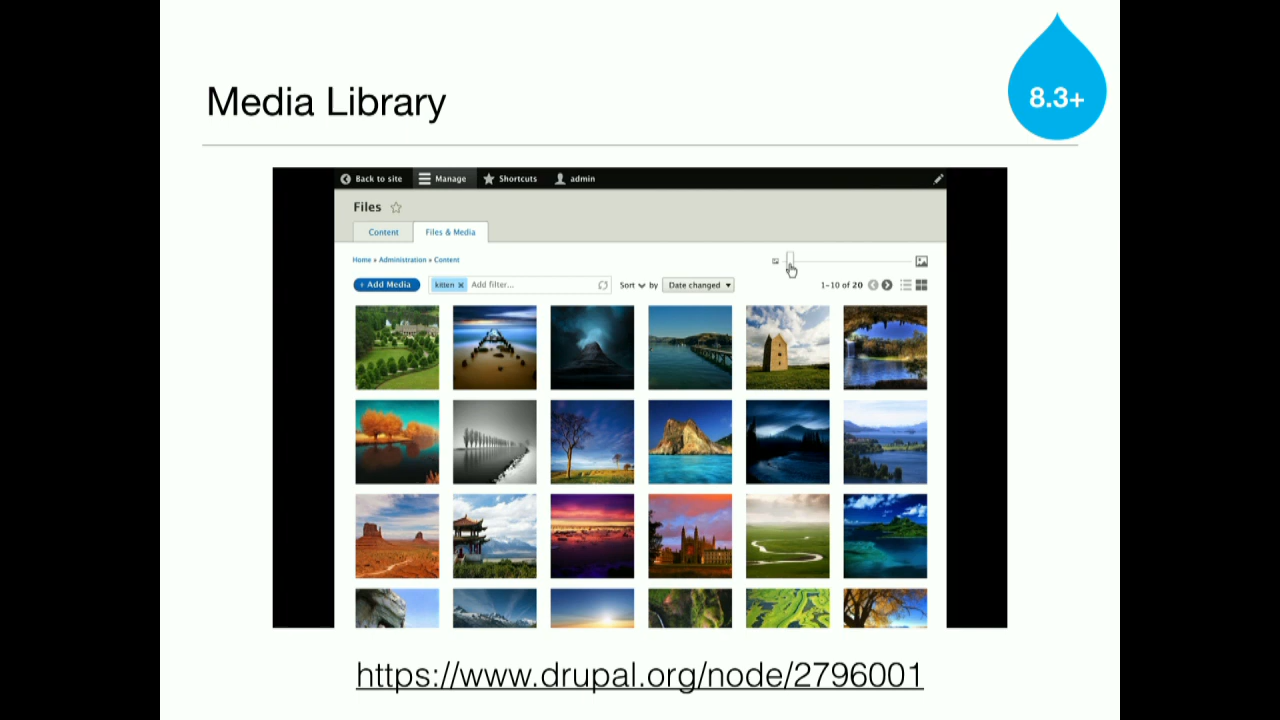 Media Library
8.3+
Back to site Manage Shortcuts admin
Files
Content Files & Media
Home » Administration » Content
+ Add Media kitten x Add filter... Sort by Date changed 1-10 of 20
https://www.drupal.org/node/2796001